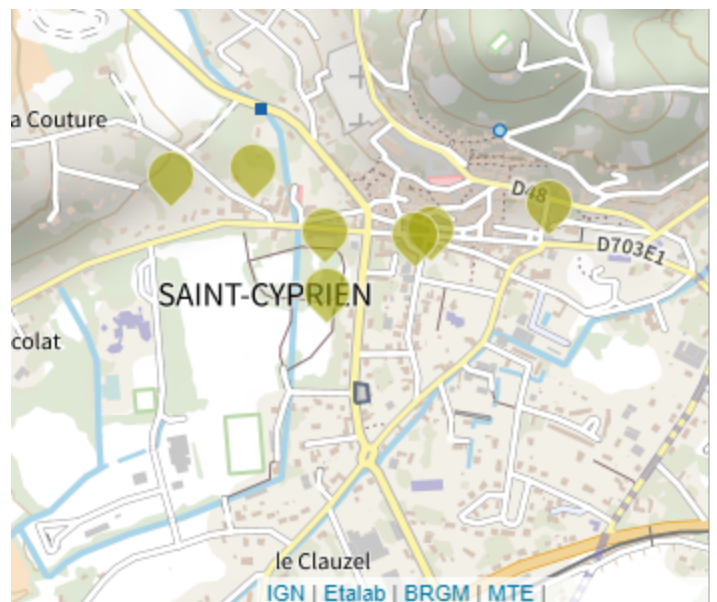 a Couture
D48
D703E1
SAINT-CYPRIEN
colat
le Clauzel
IGN | Etalab | BRGM | MTE |